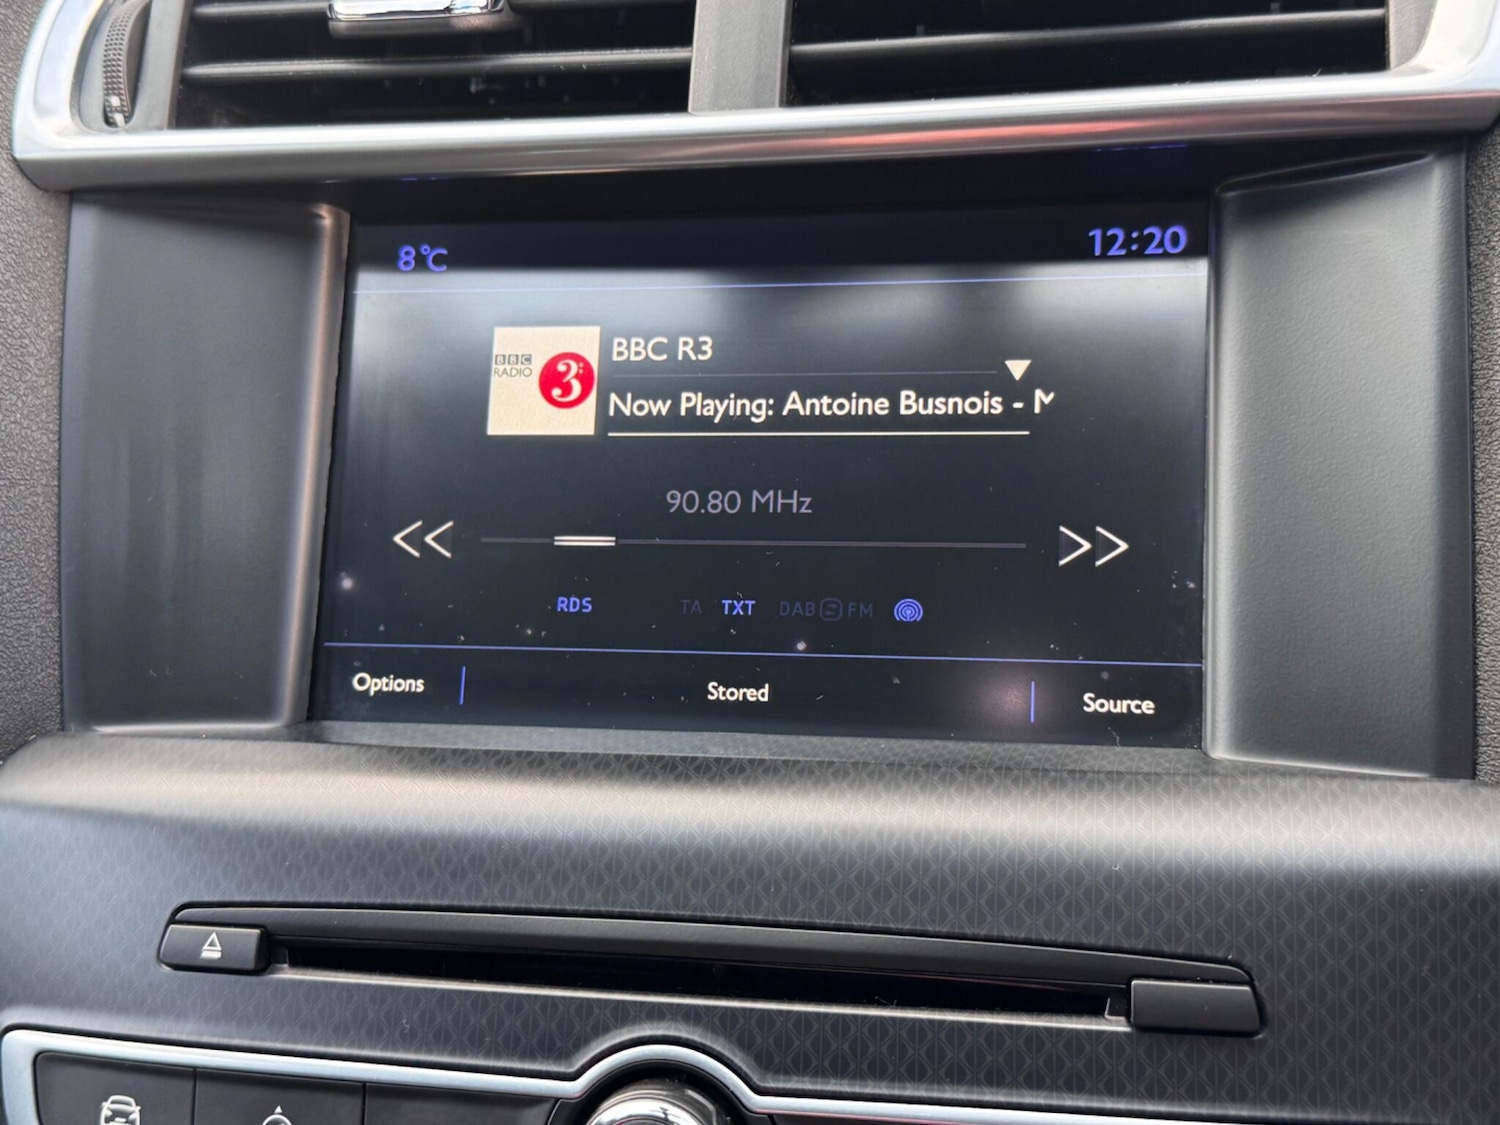 8°C
12:20
BBC
RADIO
3
BBC R3
Now Playing: Antoine Busnois -
90.80 MHz
RDS
TA
TXT
DAB
FM
Options
Stored
Source